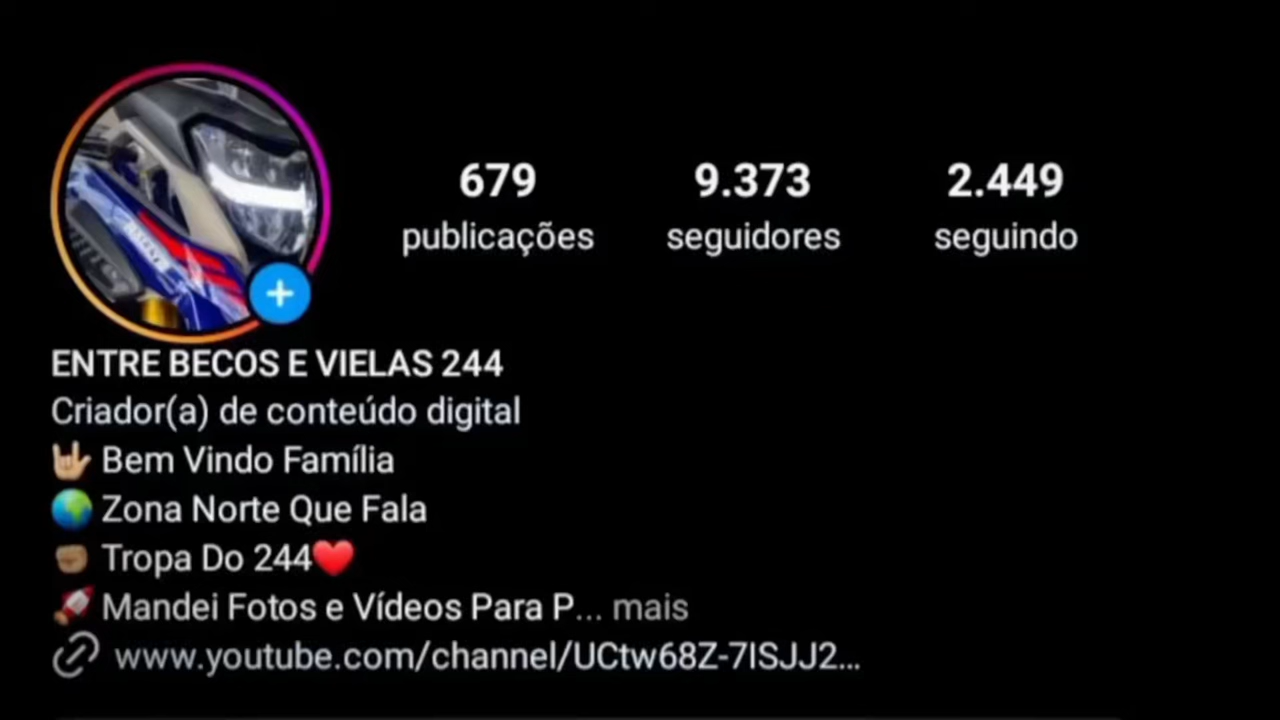 679
9.373
2.449
publicações
seguidores
seguindo
ENTRE BECOS E VIELAS 244
Criador(a) de conteúdo digital
Bem Vindo Família
Zona Norte Que Fala
Tropa Do 244
Mandei Fotos e Vídeos Para P... mais
www.youtube.com/channel/UCtw68Z-7ISJJ2...